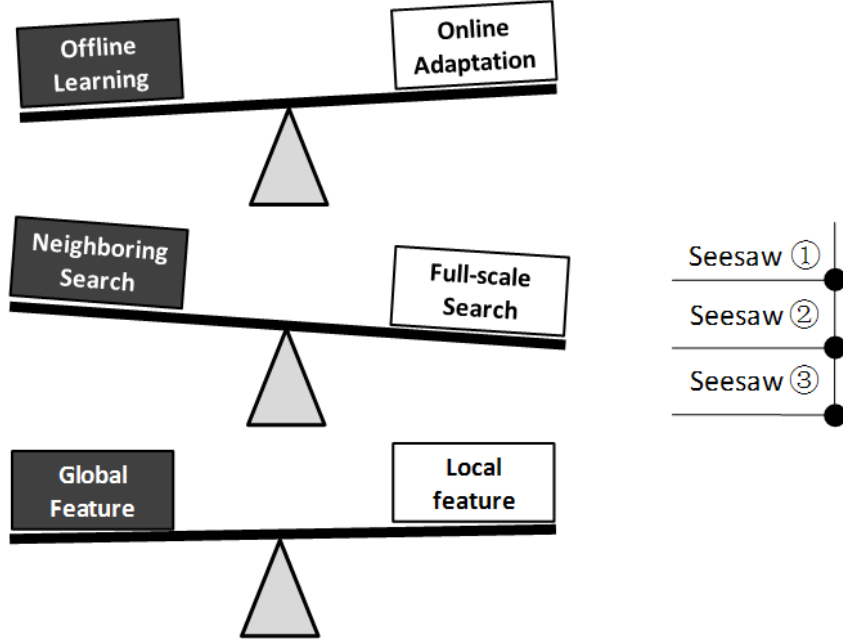 Offline
Learning
Online
Adaptation
Neighboring
Search
Full-scale
Search
Seesaw ①
Seesaw ②
Seesaw ③
Global
Feature
Local
feature